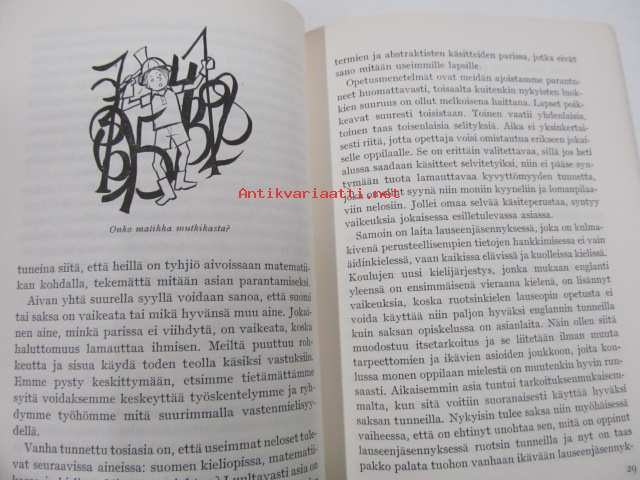 Onko matikka mutkikasta?
tuneina siitä, että heillä on tyhjiö aivoissaan matematii-
kan kohdalla, tekemättä mitään asian parantamiseksi.
Aivan yhtä suurella syyllä voidaan sanoa, että suomi
tai saksa on vaikeata tai mikä hyvänsä muu aine. Jokai-
nen aine, minkä parissa ei viihdytä, on vaikeata, koska
haluttomuus lamauttaa ihmisen. Meiltä puuttuu roh-
keutta ja sisua käydä toden teolla käsiksi vastuksiin.
Emme pysty keskittymään, etsimme tietämättämme
syitä voidaksemme keskeyttää työskentelymme ja ryh-
dymme työhömme mitä suurimmalla vastenmielisyy-
dellä.
Vanha tunnettu tosiasia on, että useimmat neloset tule-
vat seuraavissa aineissa: suomen kieliopissa, matematii-
Luultavasti asia on
termien ja abstraktisten käsitteiden parissa, jotka eivät
sano mitään useimmille lapsille.
Opetusmenetelmät ovat meidän ajoistamme parantu-
neet huomattavasti, toisaalta kuitenkin nykyisten luok-
kien suuruus on ollut melkoisena haittana. Lapset poik-
keavat suuresti toisistaan. Toinen vaatii yhdenlaisia,
toinen taas toisenlaisia selityksiä. Aika ei yksinkertai-
sesti riitä, jotta opettaja voisi omistautua erikseen jokai-
selle oppilaalle. Se on erittäin valitettavaa, sillä jos heti
alussa saadaan käsitteet selvitetyiksi, niin ei pääse syn-
tymään tuota lamauttavaa kyvyttömyyden tunnetta,
joka on ollut syynä niin moniin kyyneliin ja lomanpilaa-
viin nelosiin. Jollei omaa selvää käsiteperustaa, syntyy
vaikeuksia jokaisessa esilletulevassa asiassa.
Samoin on laita lauseenjäsennyksessä, joka on kulma-
kivenä perusteellisempien tietojen hankkimisessa ei vain
äidinkielessä, vaan kaikissa elävissä ja kuolleissa kielissä.
Koulujen uusi kielijärjestys, jonka mukaan englanti
yleensä on ensimmäisenä vieraana kielenä, on lisännyt
vaikeuksia, koska ruotsinkielen lauseopin opetusta ei
voida käyttää niin paljon hyväksi englannin tunneilla
kuin saksan opiskelussa on asianlaita. Näin ollen siitä
muodostuu itsetarkoitus ja se liitetään ilman muuta
tarpeettomien ja ikävien asioiden joukkoon, joita kou-
lussa monen oppilaan mielestä on muutenkin hyvin run-
saasti. Aikaisemmin asia tuntui tarkoituksenmukaisem-
malta, kun sitä voitiin suoranaisesti käyttää hyväksi
saksan tunneilla. Nykyisin tulee saksa niin myöhäisessä
vaiheessa, että on ehtinyt unohtaa sen, mitä on oppinut
lauseenjäsennyksessä ruotsin tunneilla ja nyt on taas
pakko palata tuohon vanhaan ikävään lauseenjäsennyk-
29
Antikvariaatti.net